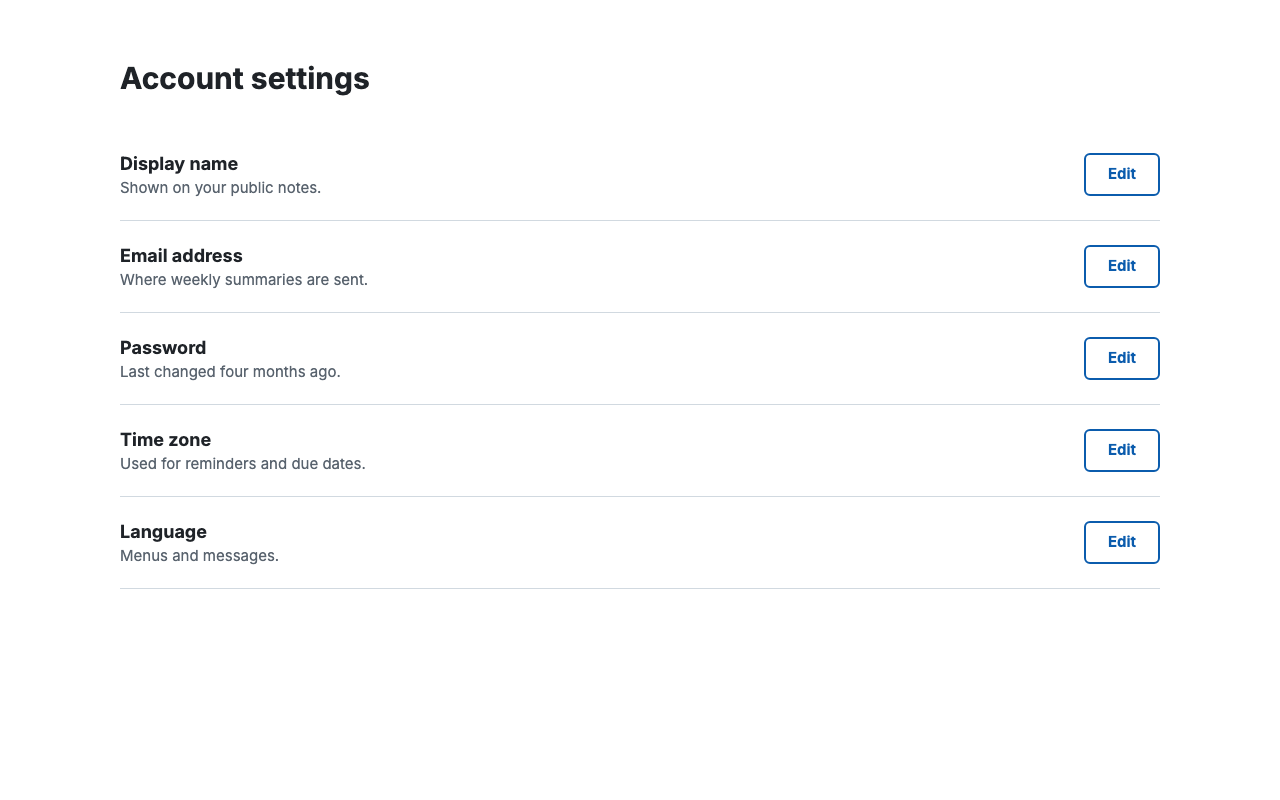 Account settings
Display name
Shown on your public notes.
Edit
Email address
Where weekly summaries are sent.
Edit
Password
Last changed four months ago.
Edit
Time zone
Used for reminders and due dates.
Edit
Language
Menus and messages.
Edit